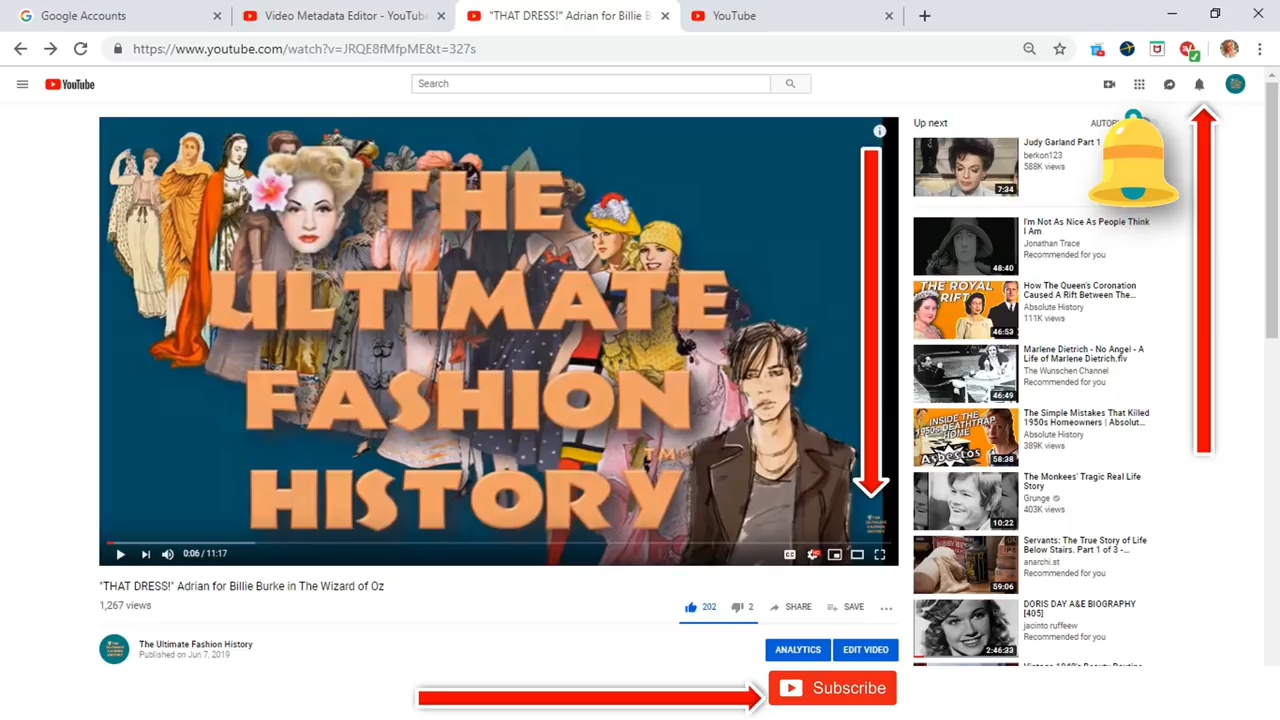 Google Accounts
Video Metadata Editor - YouTube
"THAT DRESS!" Adrian for Billie B
YouTube
https://www.youtube.com/watch?v=JRQE8fMfpME&t=327s
YouTube
Search
THE
ULTIMATE
FASHION
HISTORY
TM
0:06 / 11:17
"THAT DRESS!" Adrian for Billie Burke in The Wizard of Oz
1,267 views
202
2
SHARE
SAVE
The Ultimate Fashion History
Published on Jun 7, 2019
ANALYTICS
EDIT VIDEO
Subscribe
Up next
Judy Garland Part 1
berkon123
588K views
7:34
I'm Not As Nice As People Think
I Am
Jonathan Trace
Recommended for you
48:40
THE ROYAL
How The Queen's Coronation
Caused A Rift Between The...
Absolute History
111K views
46:53
Marlene Dietrich - No Angel - A
Life of Marlene Dietrich.flv
The Wunschen Channel
Recommended for you
46:49
INSIDE THE
1950s DEATHTRAP
HOME
Asbestos
The Simple Mistakes That Killed
1950s Homeowners | Absolut...
Absolute History
389K views
58:38
The Monkees' Tragic Real Life
Story
Grunge
403K views
10:22
Servants: The True Story of Life
Below Stairs. Part 1 of 3 -...
anarchi.st
Recommended for you
59:06
DORIS DAY A&E BIOGRAPHY
[405]
jacinto ruffeew
Recommended for you
2:46:33